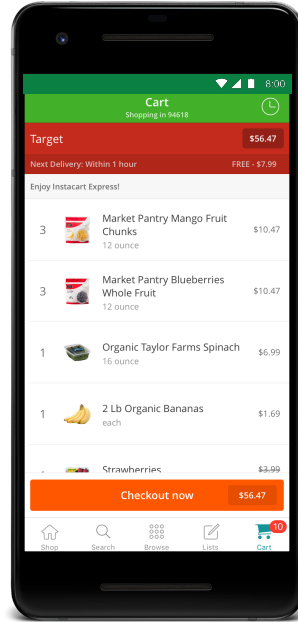 8:00
Cart
Shopping in 94618
Target $56.47
Next Delivery: Within 1 hour FREE - $7.99
Enjoy Instacart Express!
3 Market Pantry Mango Fruit $10.47
Chunks
12 ounce
3 Market Pantry Blueberries $10.47
Whole Fruit
12 ounce
1 Organic Taylor Farms Spinach $6.99
16 ounce
1 2 Lb Organic Bananas $1.69
each
Strawberries $3.99
Checkout now $56.47
10
Shop Search Browse Lists Cart